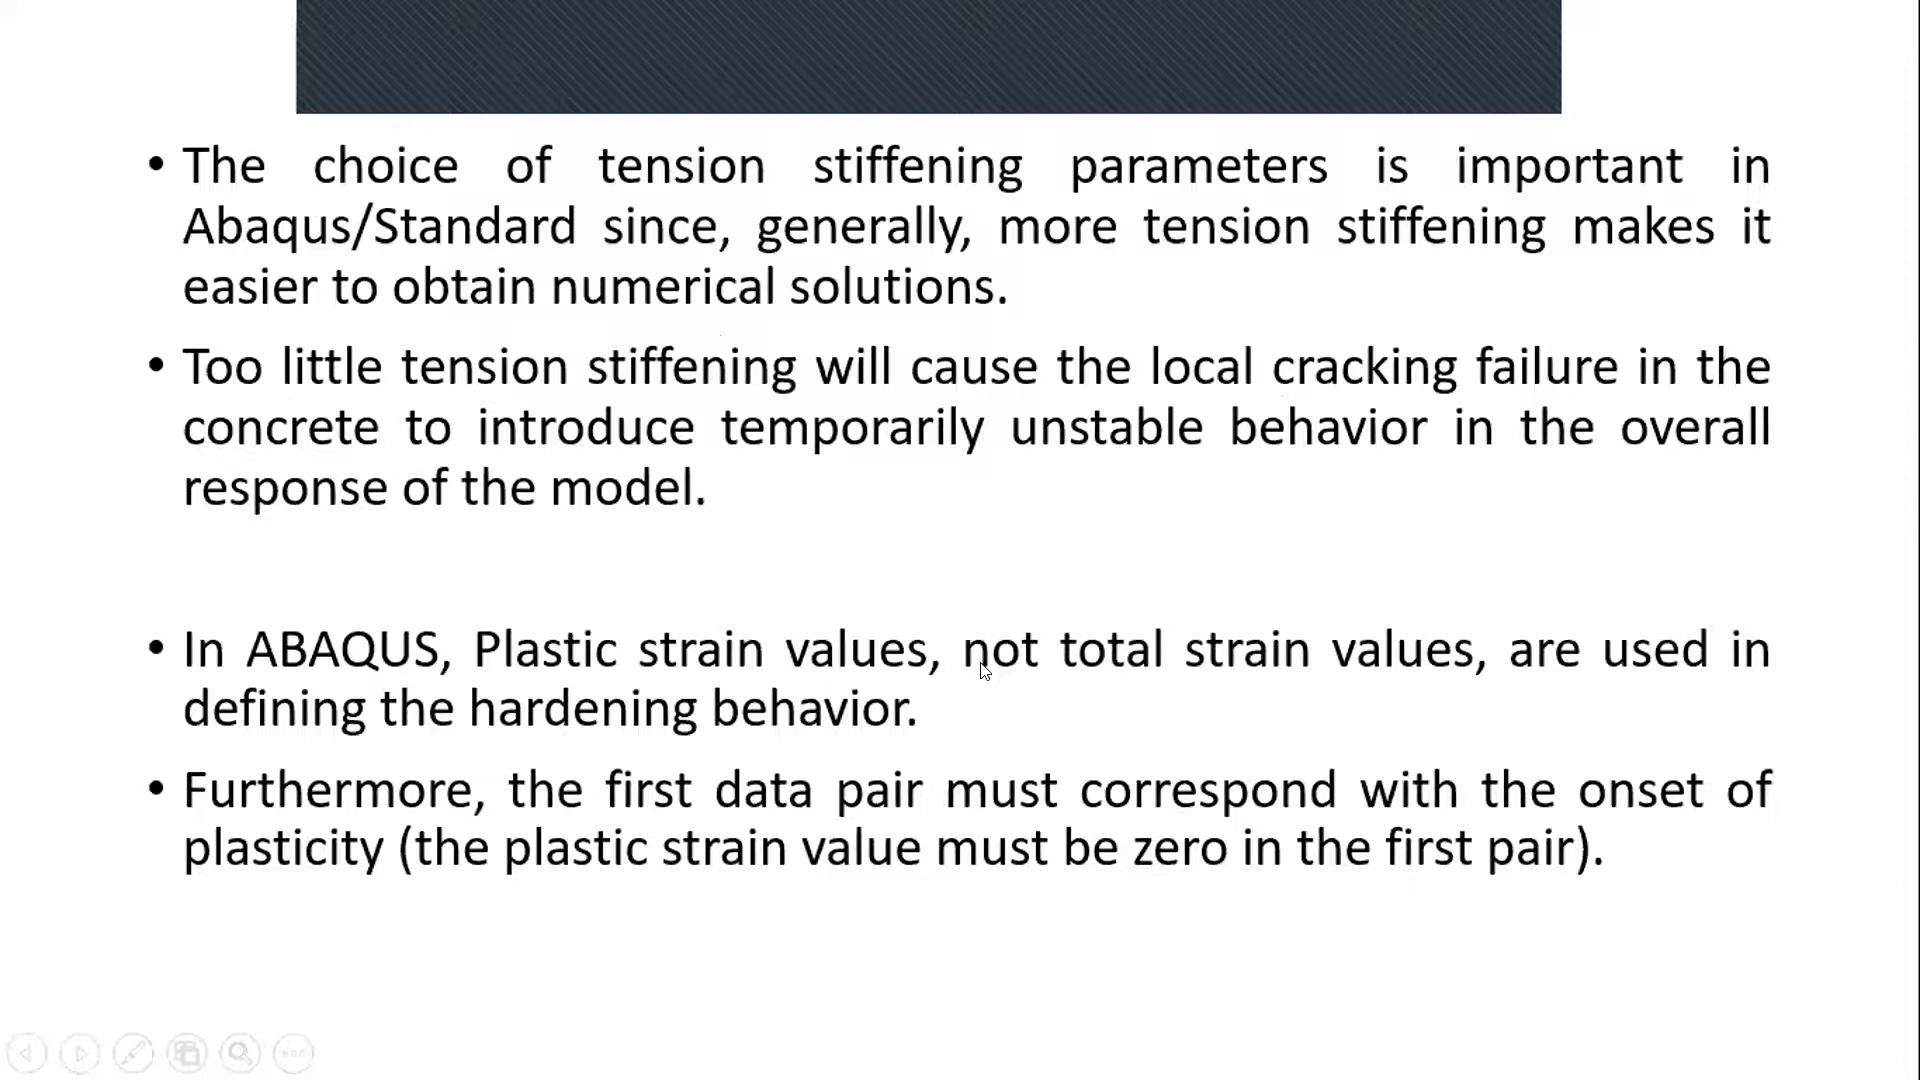 • The choice of tension stiffening parameters is important in
Abaqus/Standard since, generally, more tension stiffening makes it
easier to obtain numerical solutions.
• Too little tension stiffening will cause the local cracking failure in the
concrete to introduce temporarily unstable behavior in the overall
response of the model.
• In ABAQUS, Plastic strain values, not total strain values, are used in
defining the hardening behavior.
• Furthermore, the first data pair must correspond with the onset of
plasticity (the plastic strain value must be zero in the first pair).